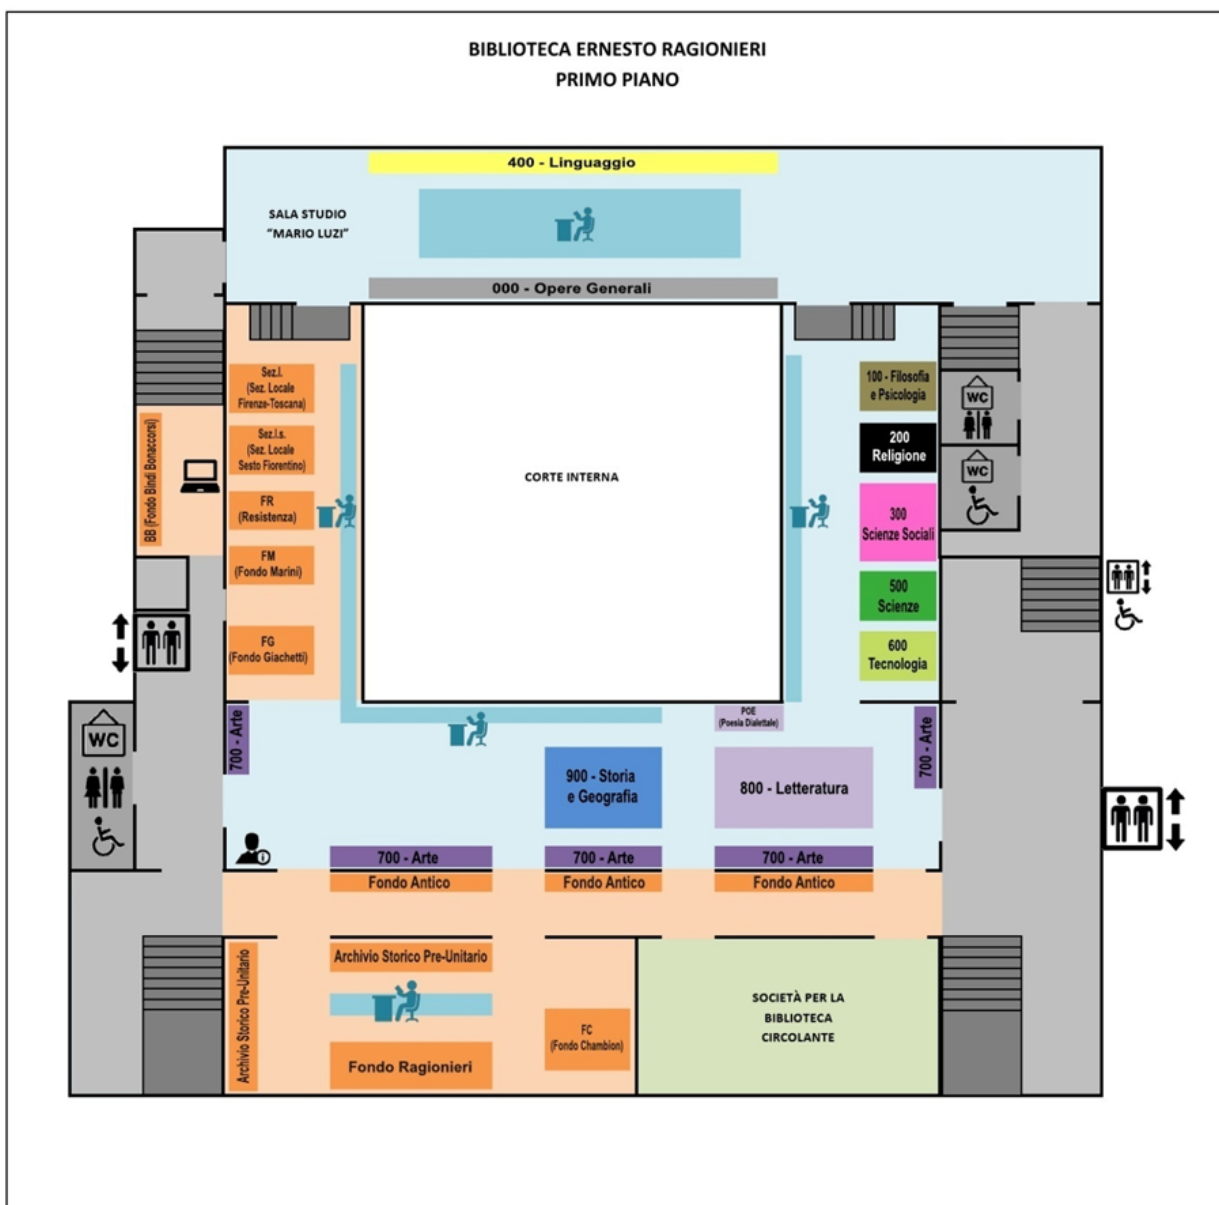 BIBLIOTECA ERNESTO RAGIONIERI
PRIMO PIANO
400 - Linguaggio
SALA STUDIO
“MARIO LUZI”
000 - Opere Generali
Sez.l.
(Sez. Locale
Firenze-Toscana)
Sez.l.s.
(Sez. Locale
Sesto Fiorentino)
FR
(Resistenza)
FM
(Fondo Marini)
FG
(Fondo Giachetti)
BB (Fondo Bindi Bonaccorsi)
CORTE INTERNA
100 - Filosofia
e Psicologia
200
Religione
300
Scienze Sociali
500
Scienze
600
Tecnologia
WC
WC
WC
700 - Arte
POE
(Poesia Dialettale)
700 - Arte
900 - Storia
e Geografia
800 - Letteratura
700 - Arte
700 - Arte
700 - Arte
Fondo Antico
Fondo Antico
Fondo Antico
Archivio Storico Pre-Unitario
Archivio Storico Pre-Unitario
Fondo Ragionieri
FC
(Fondo Chambion)
SOCIETÀ PER LA
BIBLIOTECA
CIRCOLANTE